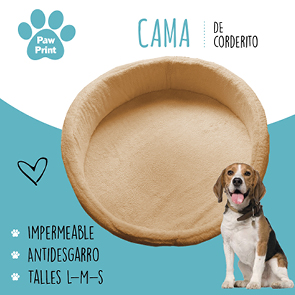 Paw
Print
CAMA
DE
CORDERITO
IMPERMEABLE
ANTIDESGARRO
TALLES L-M-S